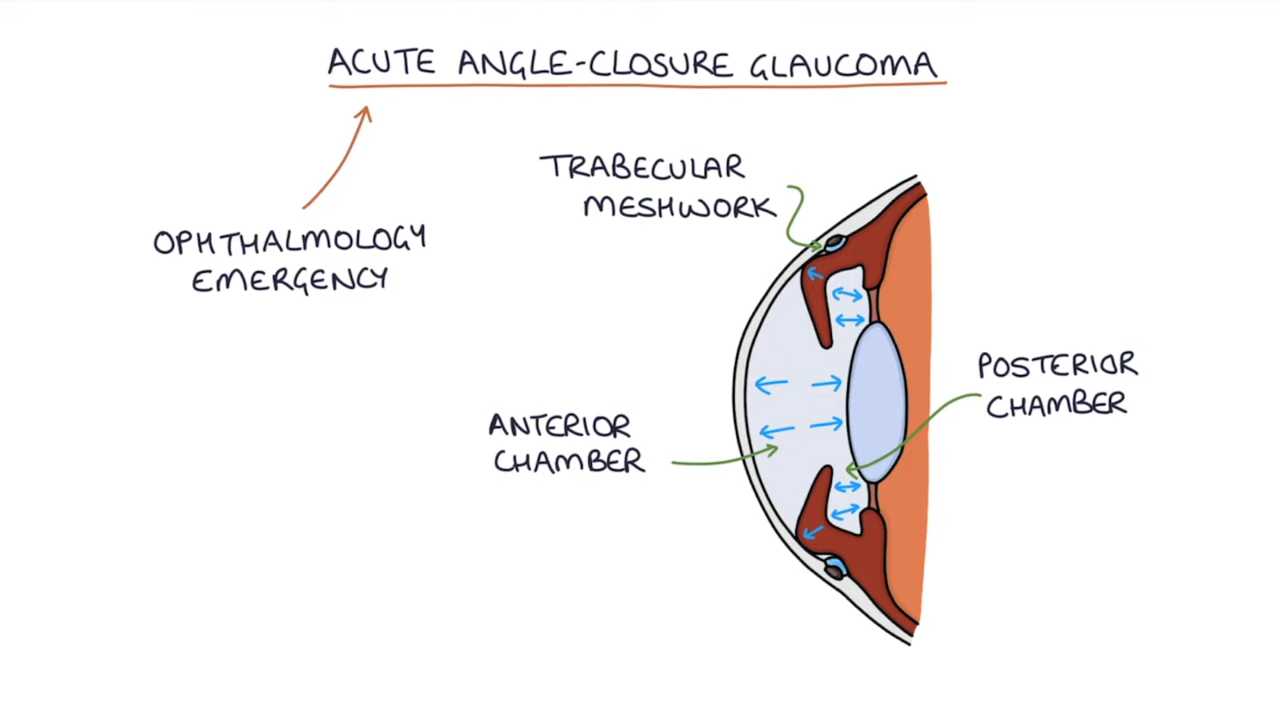 ACUTE ANGLE-CLOSURE GLAUCOMA
TRABECULAR
MESHWORK
OPHTHALMOLOGY
EMERGENCY
POSTERIOR
CHAMBER
ANTERIOR
CHAMBER